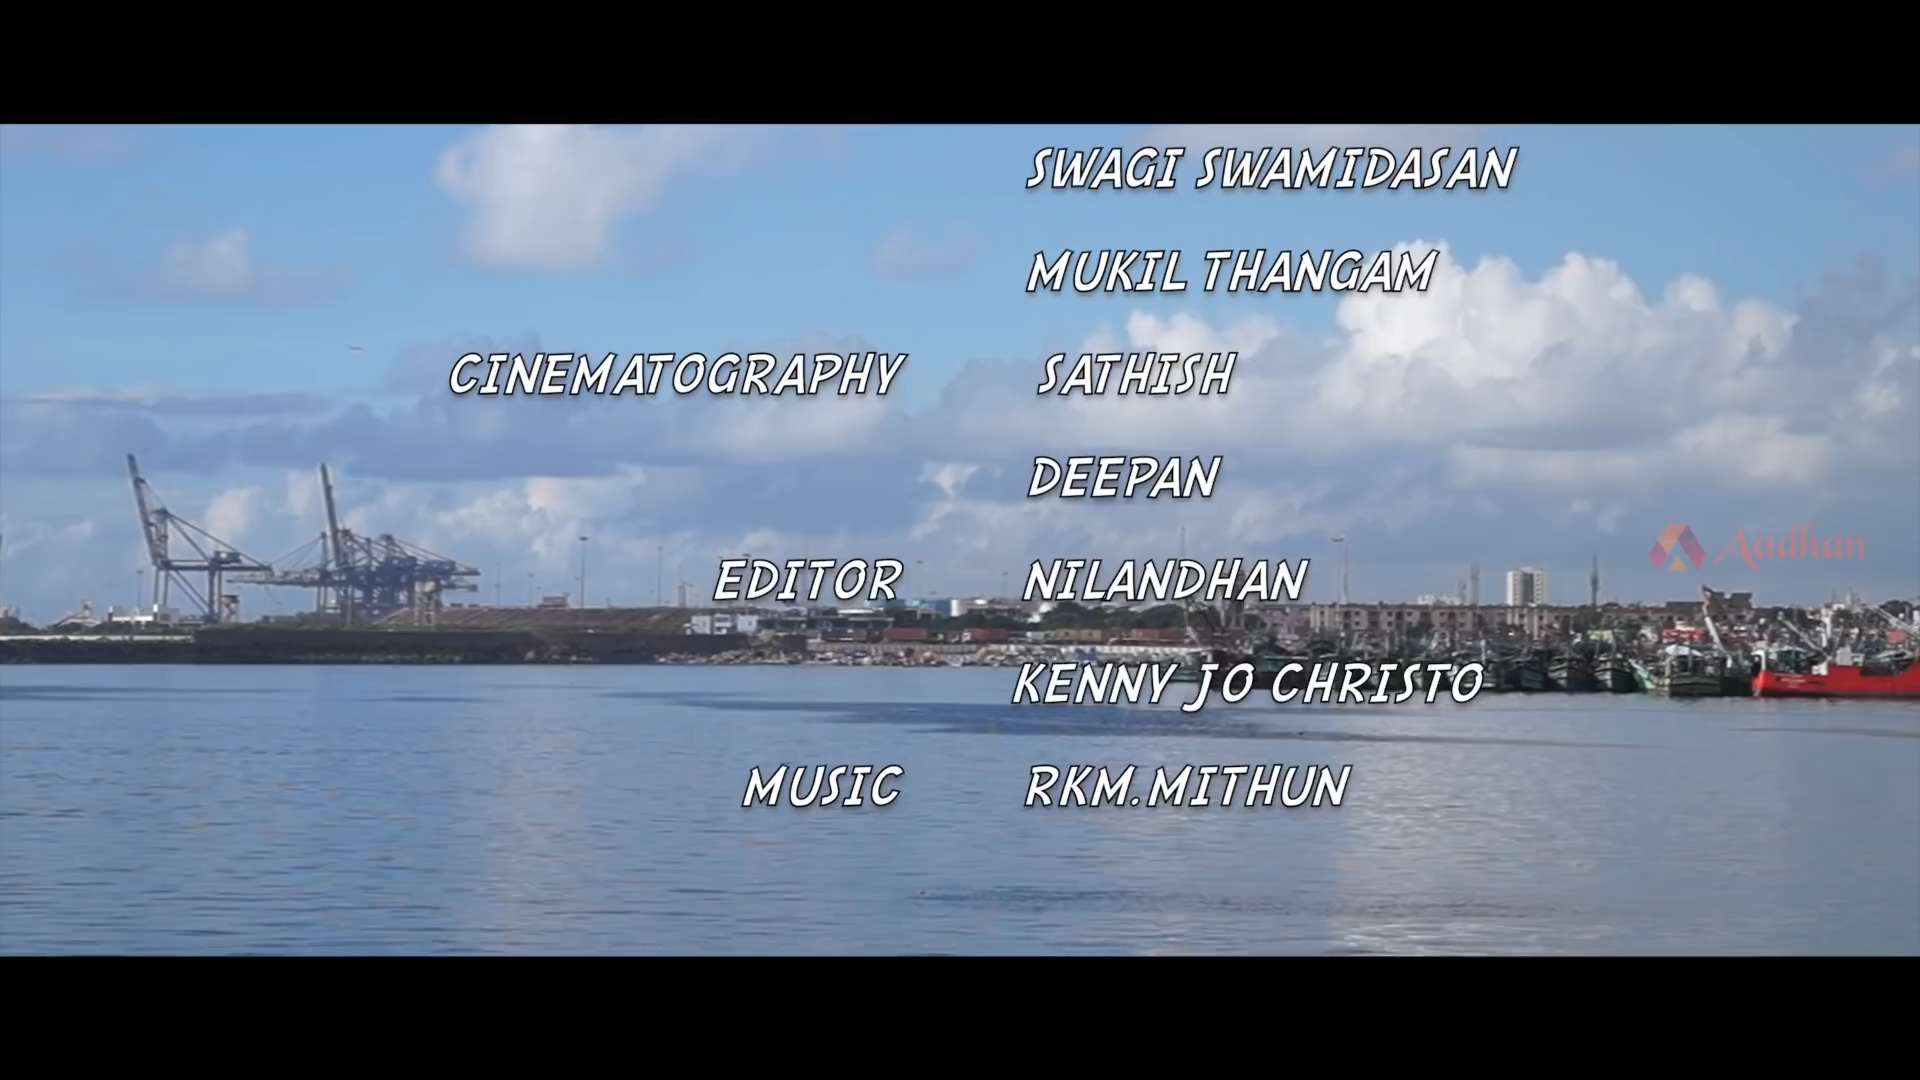 SWAGI SWAMIDASAN
MUKIL THANGAM
CINEMATOGRAPHY SATHISH
DEEPAN
EDITOR NILANDHAN
KENNY JO CHRISTO
MUSIC RKM.MITHUN
Aadhan